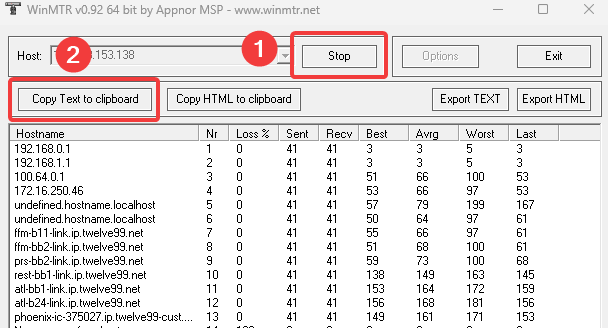 WinMTR v0.92 64 bit by Appnor MSP - www.winmtr.net
Host: .153.138 1 Stop Options Exit
2
Copy Text to clipboard Copy HTML to clipboard Export TEXT Export HTML
Hostname Nr Loss % Sent Recv Best Avrg Worst Last
192.168.0.1 1 0 41 41 3 3 5 3
192.168.1.1 2 0 41 41 3 3 5 3
100.64.0.1 3 0 41 41 51 66 100 53
172.16.250.46 4 0 41 41 53 66 97 53
undefined.hostname.localhost 5 0 41 41 57 79 199 167
undefined.hostname.localhost 6 0 41 41 50 64 97 61
ffm-b11-link.ip.twelve99.net 7 0 41 41 55 66 97 61
ffm-bb2-link.ip.twelve99.net 8 0 41 41 51 68 100 61
prs-bb2-link.ip.twelve99.net 9 0 41 41 59 73 100 68
rest-bb1-link.ip.twelve99.net 10 0 41 41 138 149 163 145
atl-bb1-link.ip.twelve99.net 11 0 41 41 153 164 172 159
atl-b24-link.ip.twelve99.net 12 0 41 41 156 168 181 156
phoenix-ic-375027.ip.twelve99-cust.... 13 0 41 41 149 161 171 153